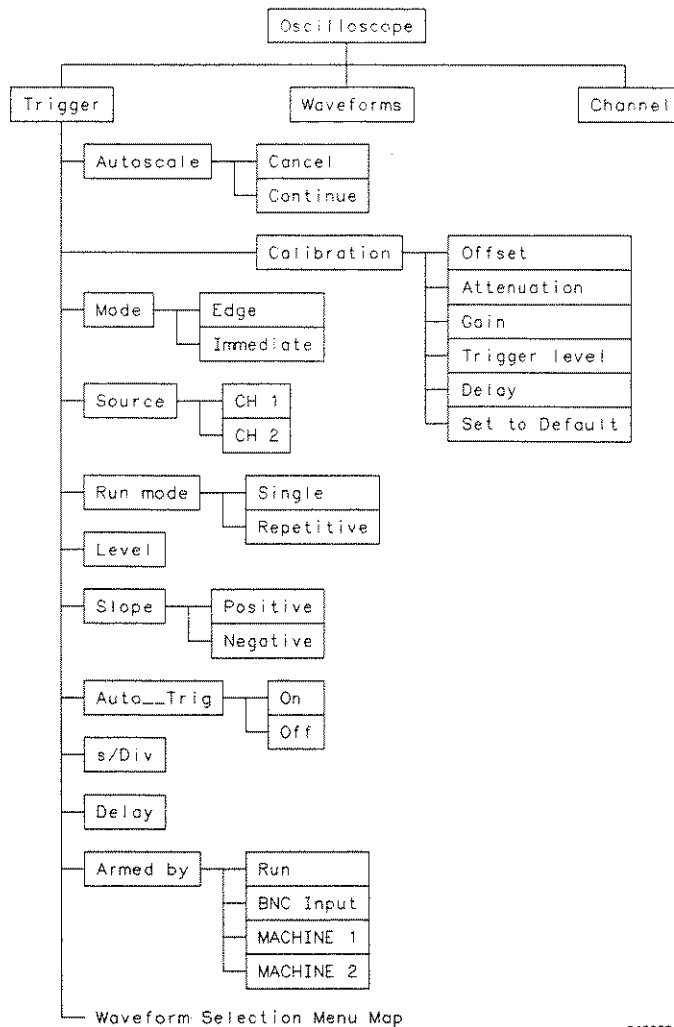 Oscilloscope
Trigger Waveforms Channel
Autoscale Cancel
Continue
Calibration Offset
Attenuation
Mode Edge
Gain
Immediate
Trigger level
Source CH 1
Delay
CH 2
Set to Default
Run mode Single
Repetitive
Level
Slope Positive
Negative
Auto__Trig On
Off
s/Div
Delay
Armed by Run
BNC Input
MACHINE 1
MACHINE 2
Waveform Selection Menu Map